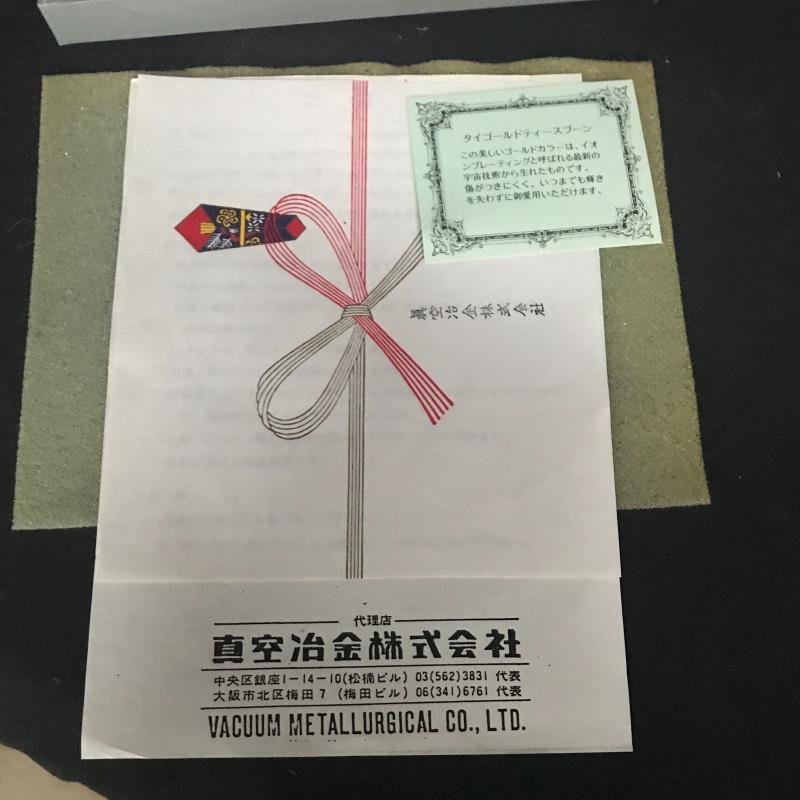 タイゴールドティースプーン
この美しいゴールドカラーは、イオ
ンプレーティングと呼ばれる最新の
宇宙技術から生れたものです。
傷がつきにくく、いつまでも輝き
を失わずに御愛用いただけます。
眞空冶金株式会社
代理店
真空冶金株式会社
中央区銀座1-14-10(松楠ビル) 03(562)3831 代表
大阪市北区梅田7 (梅田ビル) 06(341)6761 代表
VACUUM METALLURGICAL CO., LTD.